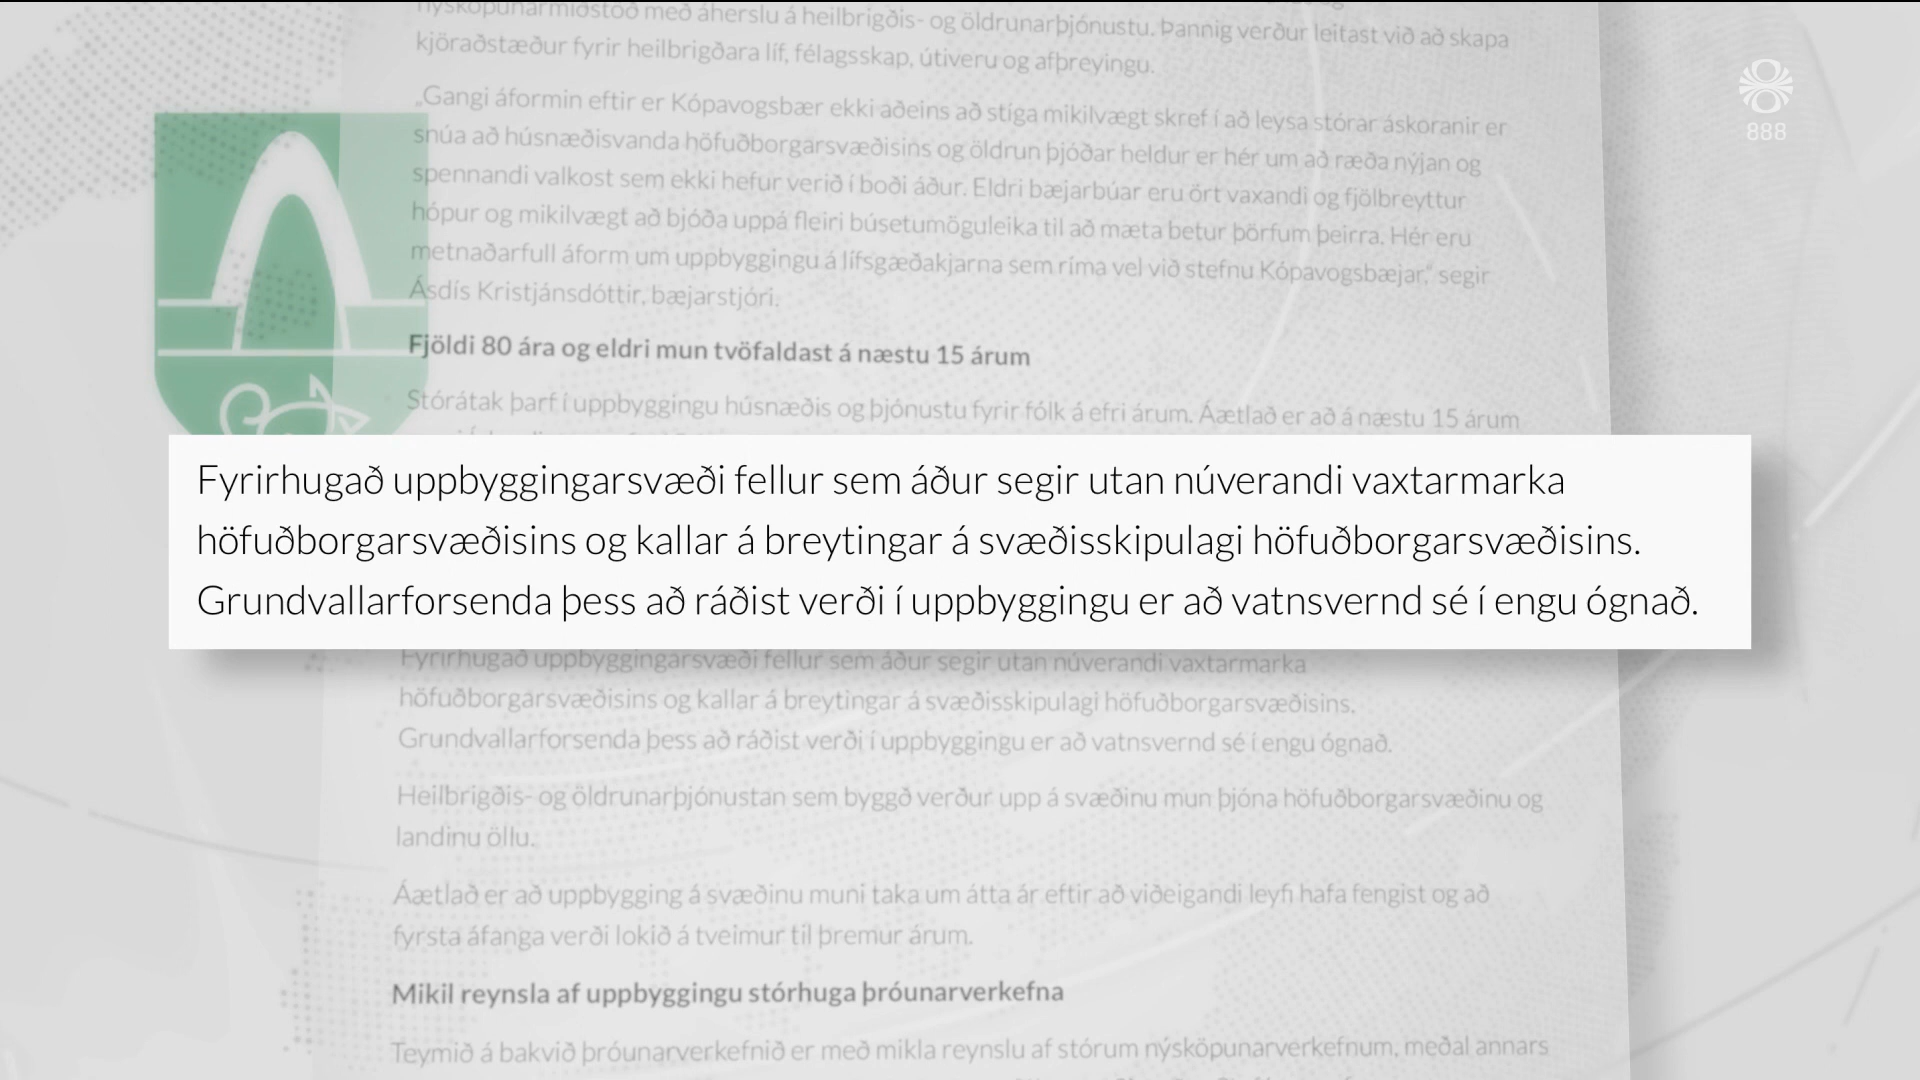 nýsköpunarmiðstöð með áherslu á heilbrigðis- og öldrunarþjónustu. Þannig verður leitast við að skapa
kjöraðstæður fyrir heilbrigðara líf, félagsskap, útiveru og afþreyingu.
888
„Gangi áformin eftir er Kópavogsbær ekki aðeins að stíga mikilvægt skref í að leysa stórar áskoranir er
snúa að húsnæðisvanda höfuðborgarsvæðisins og öldrun þjóðar heldur er hér um að ræða nýjan og
spennandi valkost sem ekki hefur verið í boði áður. Eldri bæjarbúar eru ört vaxandi og fjölbreyttur
hópur og mikilvægt að bjóða uppá fleiri búsetumöguleika til að mæta betur þörfum þeirra. Hér eru
metnaðarfull áform um uppbyggingu á lífsgæðakjarna sem ríma vel við stefnu Kópavogsbæjar,“ segir
Ásdís Kristjánsdóttir, bæjarstjóri.
Fjöldi 80 ára og eldri mun tvöfaldast á næstu 15 árum
Stórátak þarf í uppbyggingu húsnæðis og þjónustu fyrir fólk á efri árum. Áætlað er að á næstu 15 árum
Fyrirhugað uppbyggingarsvæði fellur sem áður segir utan núverandi vaxtarmarka
höfuðborgarsvæðisins og kallar á breytingar á svæðisskipulagi höfuðborgarsvæðisins.
Grundvallarforsenda þess að ráðist verði í uppbyggingu er að vatnsvernd sé í engu ógnað.
Fyrirhugað uppbyggingarsvæði fellur sem áður segir utan núverandi vaxtarmarka
höfuðborgarsvæðisins og kallar á breytingar á svæðisskipulagi höfuðborgarsvæðisins.
Grundvallarforsenda þess að ráðist verði í uppbyggingu er að vatnsvernd sé í engu ógnað.
Heilbrigðis- og öldrunarþjónustan sem byggð verður upp á svæðinu mun þjóna höfuðborgarsvæðinu og
landinu öllu.
Áætlað er að uppbygging á svæðinu muni taka um átta ár eftir að viðeigandi leyfi hafa fengist og að
fyrsta áfanga verði lokið á tveimur til þremur árum.
Mikil reynsla af uppbyggingu stórhuga þróunarverkefna
Teymið á bakvið þróunarverkefnið er með mikla reynslu af stórum nýsköpunarverkefnum, meðal annars